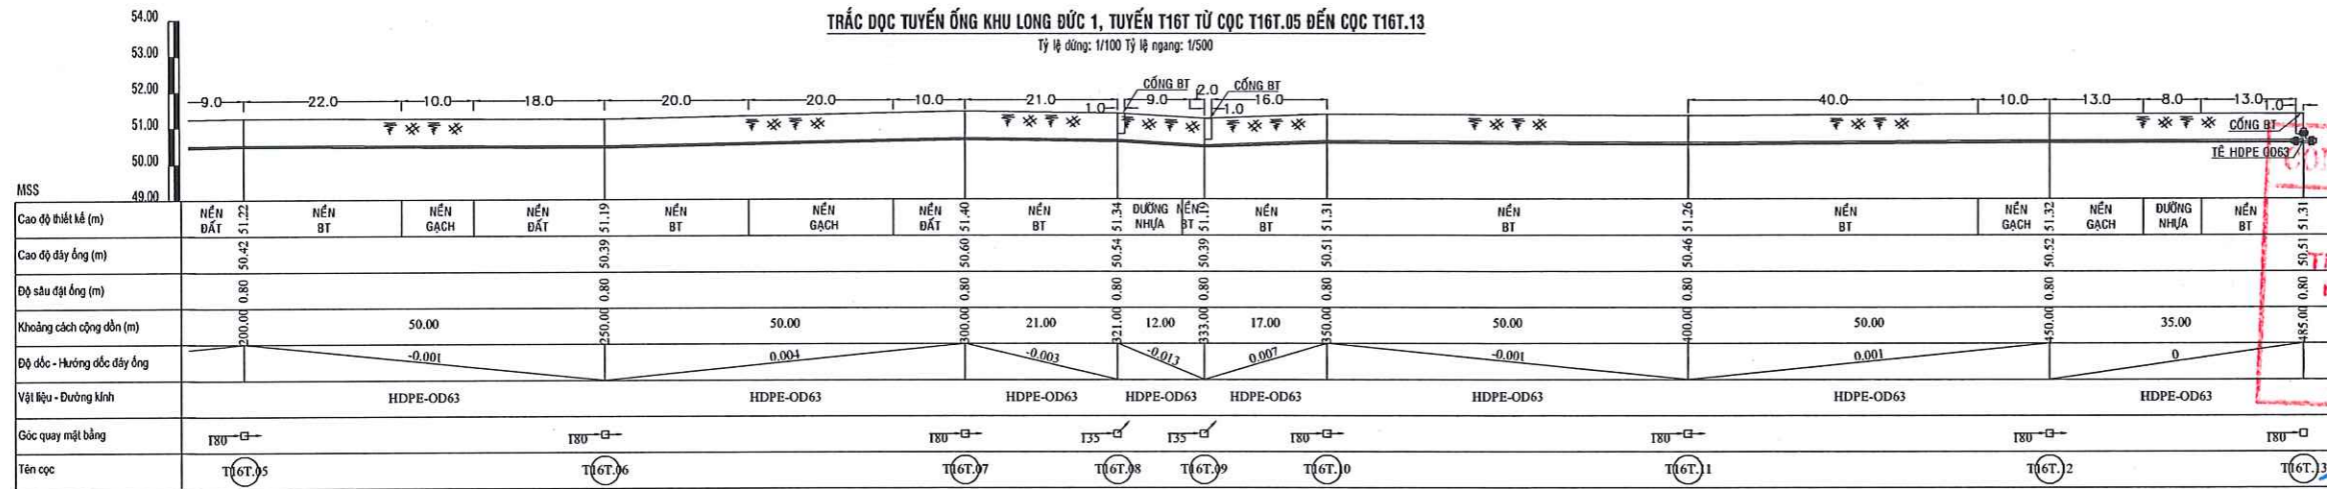 TRẮC DỌC TUYẾN ỐNG KHU LONG ĐỨC 1, TUYẾN T16T TỪ CỌC T16T.05 ĐẾN CỌC T16T.13
Tỷ lệ đứng: 1/100 Tỷ lệ ngang: 1/500
54.00
53.00
52.00
51.00
50.00
49.00
MSS
CỐNG BT 2.0 CỐNG BT
9.0 22.0 10.0 18.0 20.0 20.0 10.0 21.0 9.0 16.0 40.0 10.0 13.0 8.0 13.0
1.0 1.0 1.0
CỐNG BT
TÊ HDPE OD63
Cao độ thiết kế (m) NỀN ĐẤT 51.22 NỀN BT NỀN GẠCH NỀN ĐẤT 51.19 NỀN BT NỀN GẠCH NỀN ĐẤT 51.40 NỀN BT 51.34 ĐƯỜNG NHỰA NỀN BT 51.19 NỀN BT 51.31 NỀN BT 51.26 NỀN BT NỀN GẠCH 51.32 NỀN GẠCH ĐƯỜNG NHỰA NỀN BT 51.31
Cao độ đáy ống (m) 50.42 50.39 50.60 50.54 50.39 50.51 50.46 50.52 50.51
Độ sâu đặt ống (m) 0.80 0.80 0.80 0.80 0.80 0.80 0.80 0.80 0.80
Khoảng cách cộng dồn (m) 200.00 50.00 250.00 50.00 300.00 21.00 321.00 12.00 333.00 17.00 350.00 50.00 400.00 50.00 450.00 35.00 485.00
Độ dốc - Hướng dốc đáy ống -0.001 0.004 -0.003 -0.013 0.007 -0.001 0.001 0
Vật liệu - Đường kính HDPE-OD63 HDPE-OD63 HDPE-OD63 HDPE-OD63 HDPE-OD63 HDPE-OD63 HDPE-OD63 HDPE-OD63
Góc quay mặt bằng 180 180 180 135 135 180 180 180 180
Tên cọc T16T.05 T16T.06 T16T.07 T16T.08 T16T.09 T16T.10 T16T.11 T16T.12 T16T.13